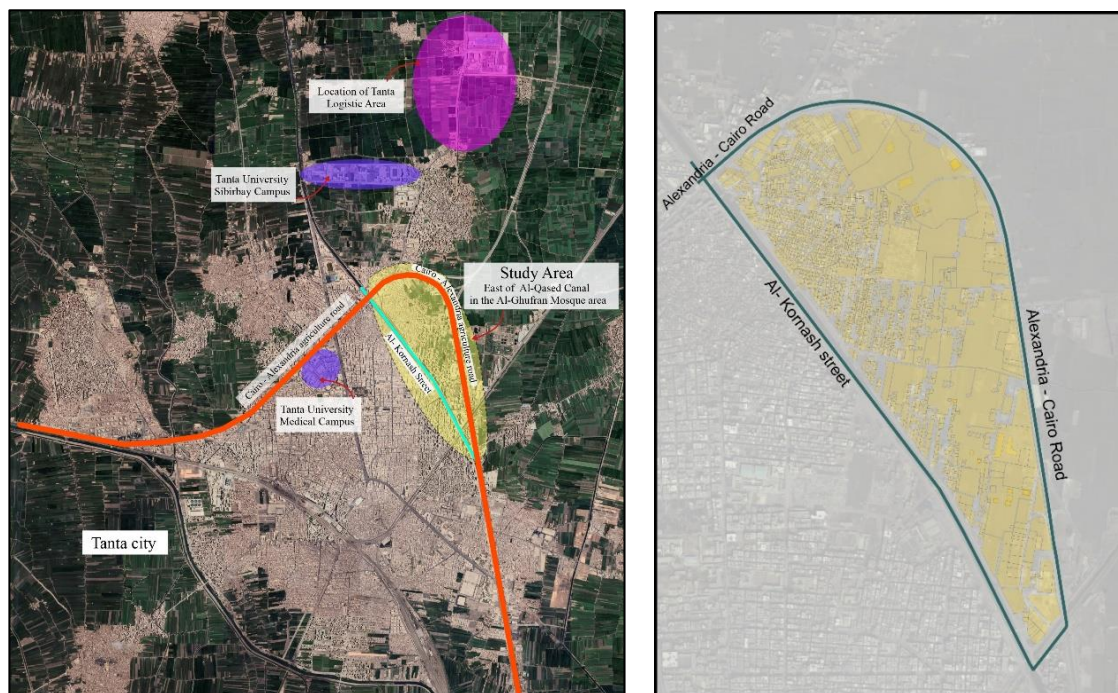 Location of Tanta
Logistic Area
Tanta University
Sibirbay Campus
Study Area
East of Al-Qased Canal
in the Al-Ghufran Mosque area
Cairo - Alexandria agriculture road
Cairo - Alexandria agriculture road
Al- Kornash Street
Tanta University
Medical Campus
Tanta city
Alexandria - Cairo Road
Al- Kornash street
Alexandria - Cairo Road